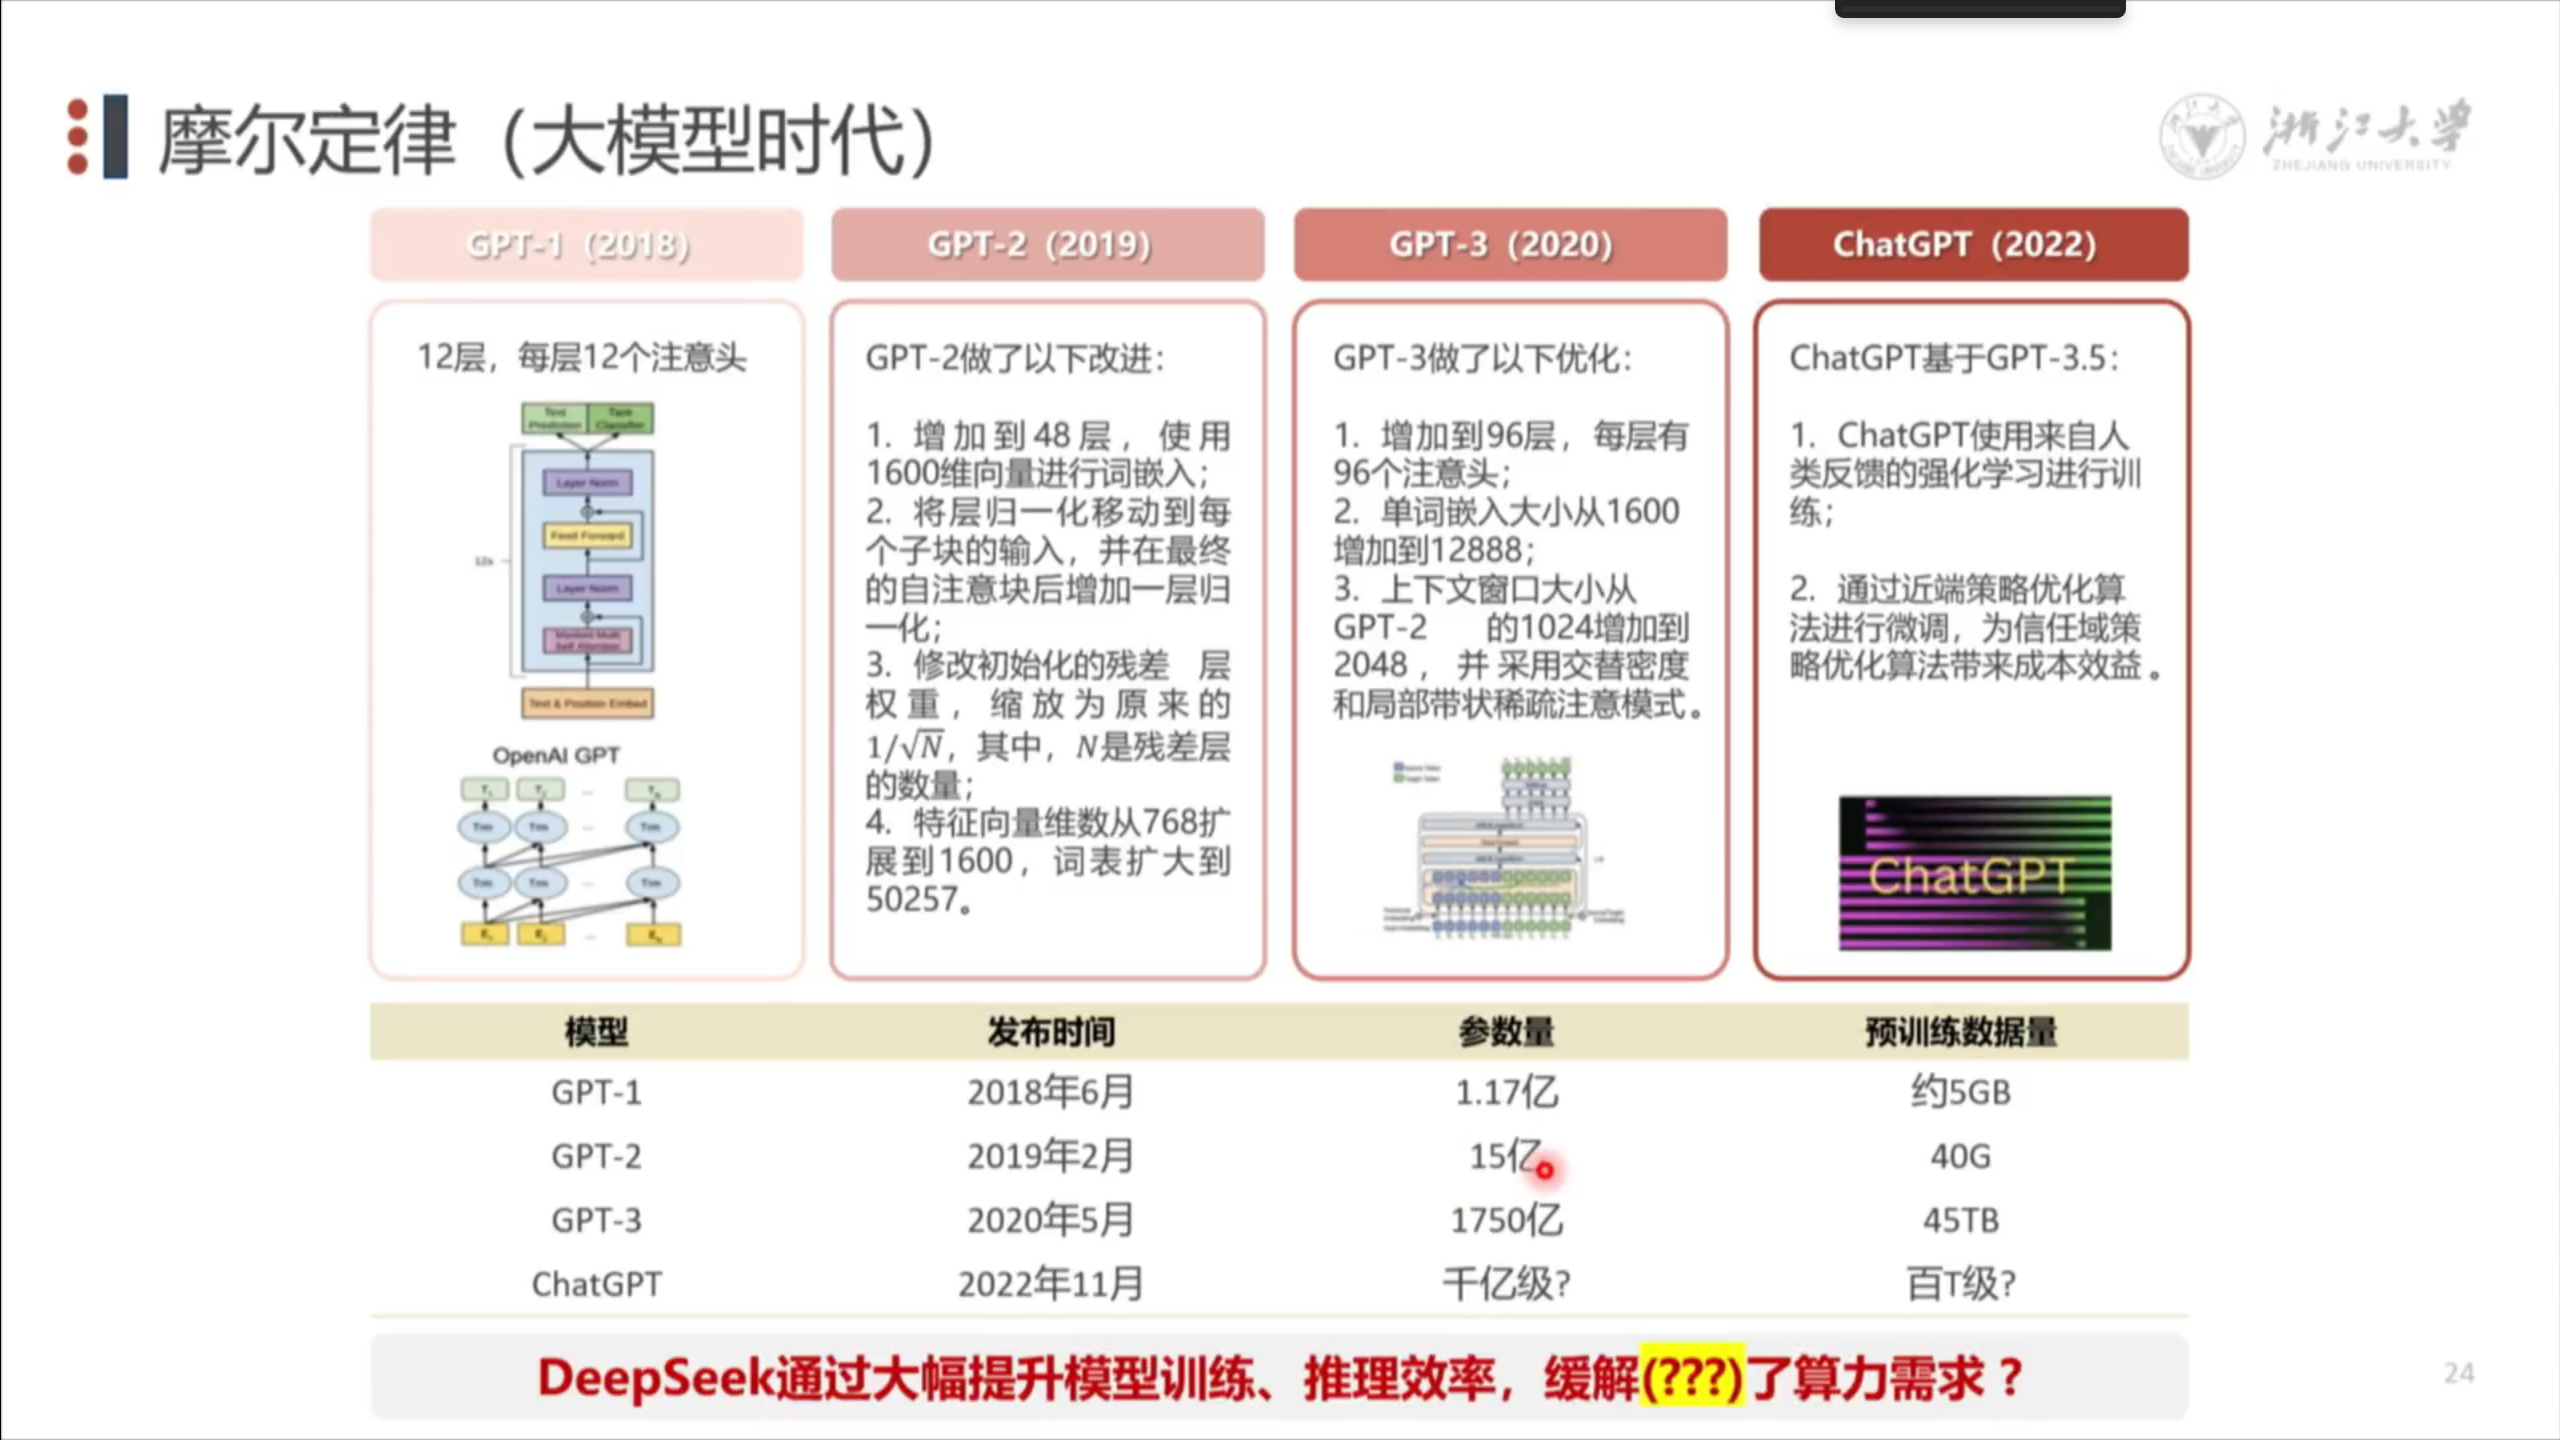 摩尔定律（大模型时代）
浙江大学
ZHEJIANG UNIVERSITY
GPT-1（2018）
GPT-2（2019）
GPT-3（2020）
ChatGPT（2022）
12层，每层12个注意头
Text Prediction
Task Classifier
Layer Norm
Feed Forward
12x
Layer Norm
Masked Multi Self Attention
Text & Position Embed
OpenAI GPT
T₁ T₂ ... T_N
Trm Trm ... Trm
Trm Trm ... Trm
E₁ E₂ ... E_N
GPT-2做了以下改进：
1. 增加到48层，使用
1600维向量进行词嵌入；
2. 将层归一化移动到每
个子块的输入，并在最终
的自注意块后增加一层归
一化；
3. 修改初始化的残差 层
权重，缩放为原来的
1/√N，其中，N是残差层
的数量；
4. 特征向量维数从768扩
展到1600，词表扩大到
50257。
GPT-3做了以下优化：
1. 增加到96层，每层有
96个注意头；
2. 单词嵌入大小从1600
增加到12888；
3. 上下文窗口大小从
GPT-2 的1024增加到
2048，并采用交替密度
和局部带状稀疏注意模式。
ChatGPT基于GPT-3.5：
1. ChatGPT使用来自人
类反馈的强化学习进行训
练；
2. 通过近端策略优化算
法进行微调，为信任域策
略优化算法带来成本效益。
ChatGPT
模型 发布时间 参数量 预训练数据量
GPT-1 2018年6月 1.17亿 约5GB
GPT-2 2019年2月 15亿 40G
GPT-3 2020年5月 1750亿 45TB
ChatGPT 2022年11月 千亿级? 百T级?
DeepSeek通过大幅提升模型训练、推理效率，缓解(???)了算力需求？
24